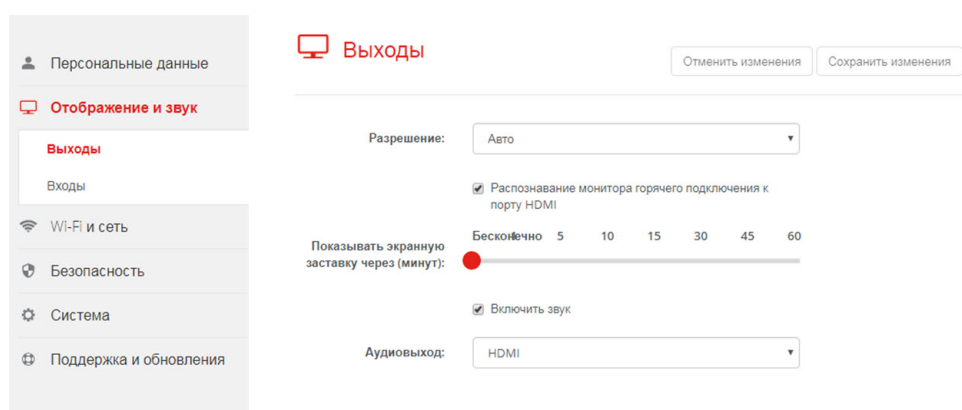 Персональные данные
Отображение и звук
Выходы
Входы
Wi-Fi и сеть
Безопасность
Система
Поддержка и обновления
Выходы
Отменить изменения
Сохранить изменения
Разрешение:
Авто
Распознавание монитора горячего подключения к
порту HDMI
Показывать экранную
заставку через (минут):
Бесконечно 5 10 15 30 45 60
Включить звук
Аудиовыход:
HDMI